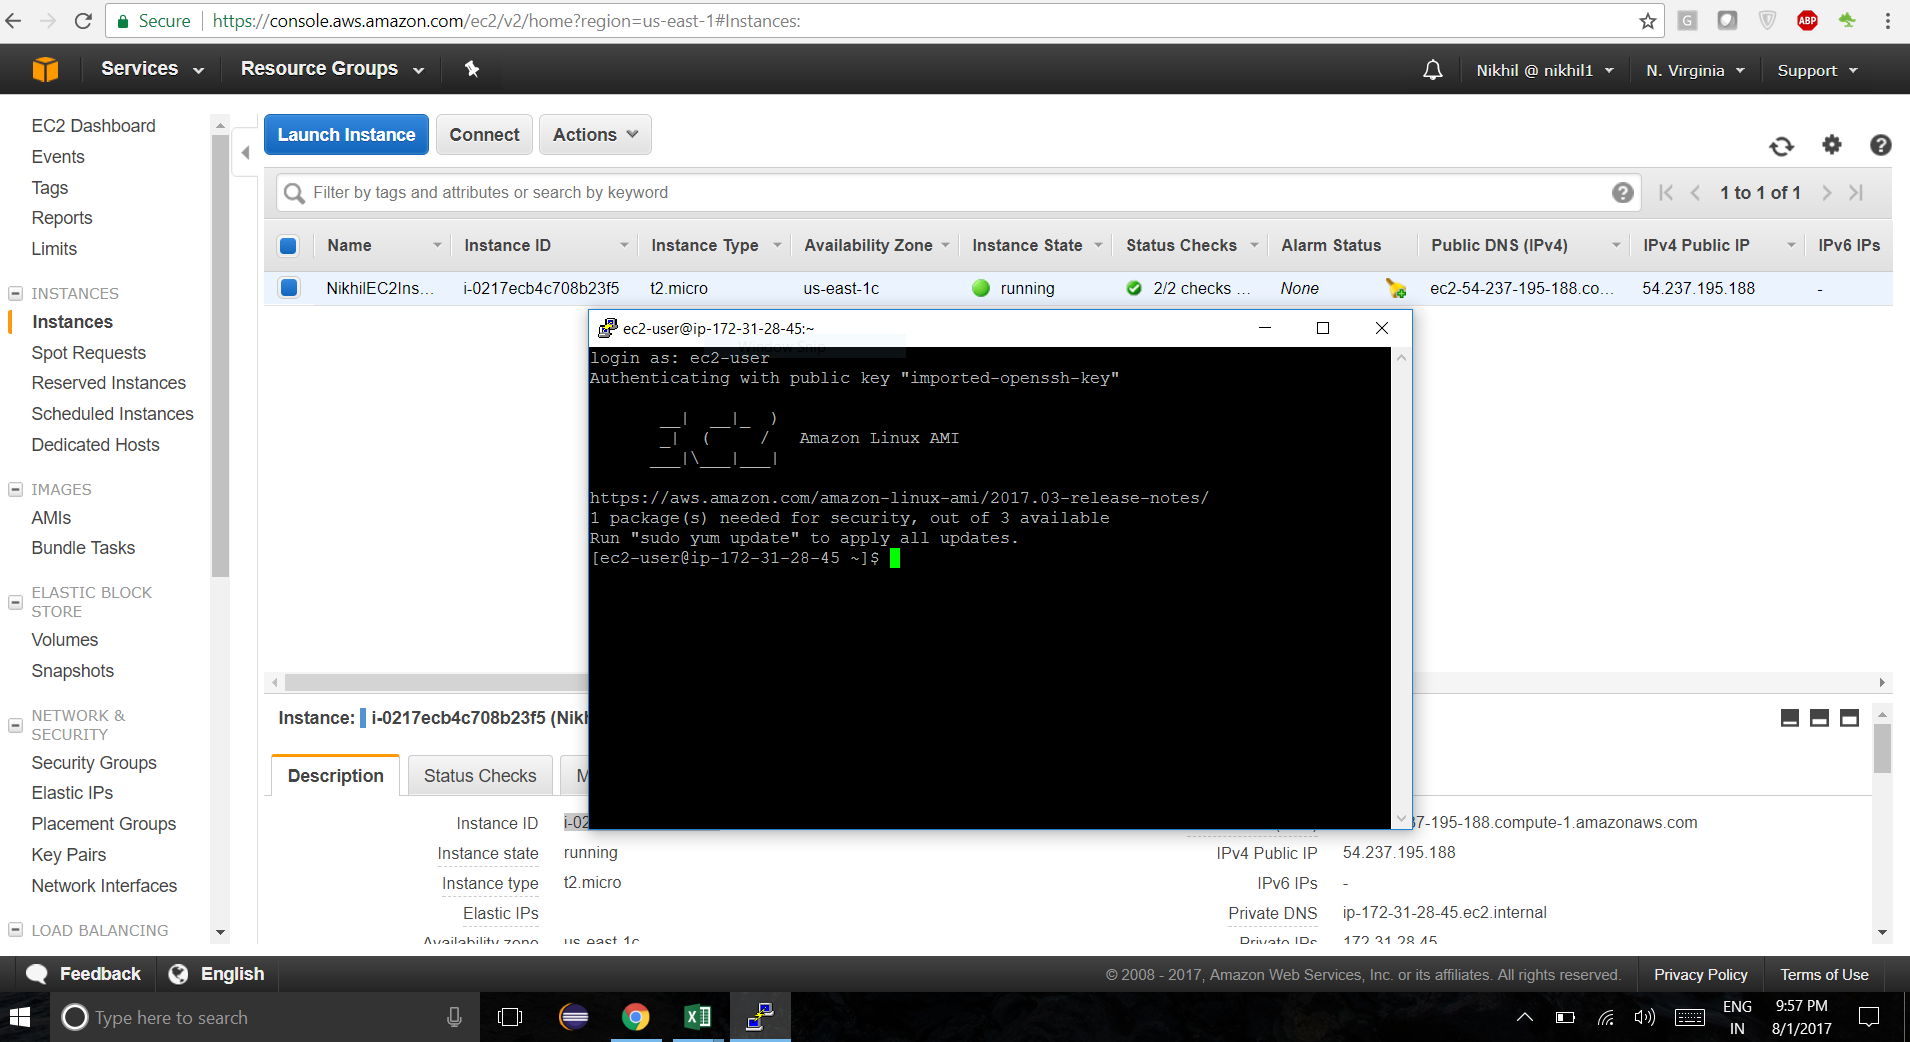 Secure
https://console.aws.amazon.com/ec2/v2/home?region=us-east-1#Instances:
G
ABP
Services
Resource Groups
Nikhil @ nikhil1
N. Virginia
Support
EC2 Dashboard
Events
Tags
Reports
Limits
INSTANCES
Instances
Spot Requests
Reserved Instances
Scheduled Instances
Dedicated Hosts
IMAGES
AMIs
Bundle Tasks
ELASTIC BLOCK
STORE
Volumes
Snapshots
NETWORK &
SECURITY
Security Groups
Elastic IPs
Placement Groups
Key Pairs
Network Interfaces
LOAD BALANCING
Launch Instance
Connect
Actions
Filter by tags and attributes or search by keyword
1 to 1 of 1
Name Instance ID Instance Type Availability Zone Instance State Status Checks Alarm Status Public DNS (IPv4) IPv4 Public IP IPv6 IPs
NikhilEC2Ins... i-0217ecb4c708b23f5 t2.micro us-east-1c running 2/2 checks ... None ec2-54-237-195-188.co... 54.237.195.188 -
ec2-user@ip-172-31-28-45:~
Window Snip
login as: ec2-user
Authenticating with public key "imported-openssh-key"
__| __|_ )
_| ( / Amazon Linux AMI
___|\___|___|
https://aws.amazon.com/amazon-linux-ami/2017.03-release-notes/
1 package(s) needed for security, out of 3 available
Run "sudo yum update" to apply all updates.
[ec2-user@ip-172-31-28-45 ~]$
Instance: i-0217ecb4c708b23f5 (Nikh
Description
Status Checks
M
Instance ID i-02
Instance state running
Instance type t2.micro
Elastic IPs
Availability zone us-east-1c
7-195-188.compute-1.amazonaws.com
IPv4 Public IP 54.237.195.188
IPv6 IPs -
Private DNS ip-172-31-28-45.ec2.internal
Private IPs 172.31.28.45
Feedback
English
© 2008 - 2017, Amazon Web Services, Inc. or its affiliates. All rights reserved.
Privacy Policy
Terms of Use
Type here to search
ENG
IN
9:57 PM
8/1/2017